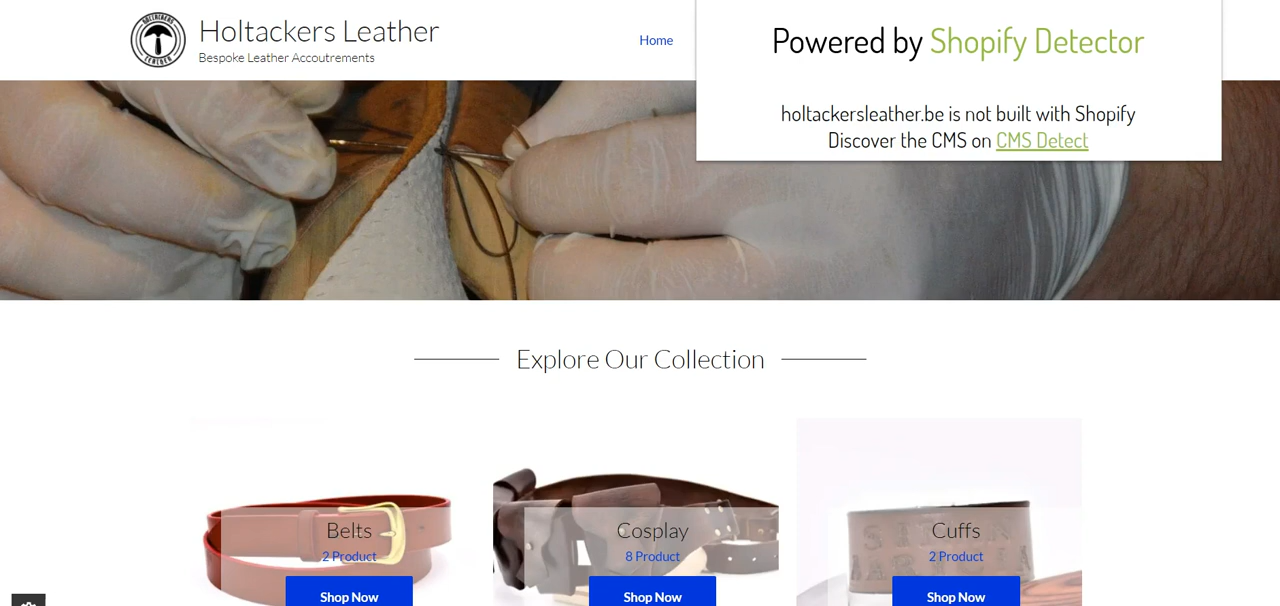 Holtackers Leather
Bespoke Leather Accoutrements
Home
Powered by Shopify Detector
holtackersleather.be is not built with Shopify
Discover the CMS on CMS Detect
Explore Our Collection
Belts
2 Product
Shop Now
Cosplay
8 Product
Shop Now
Cuffs
2 Product
Shop Now